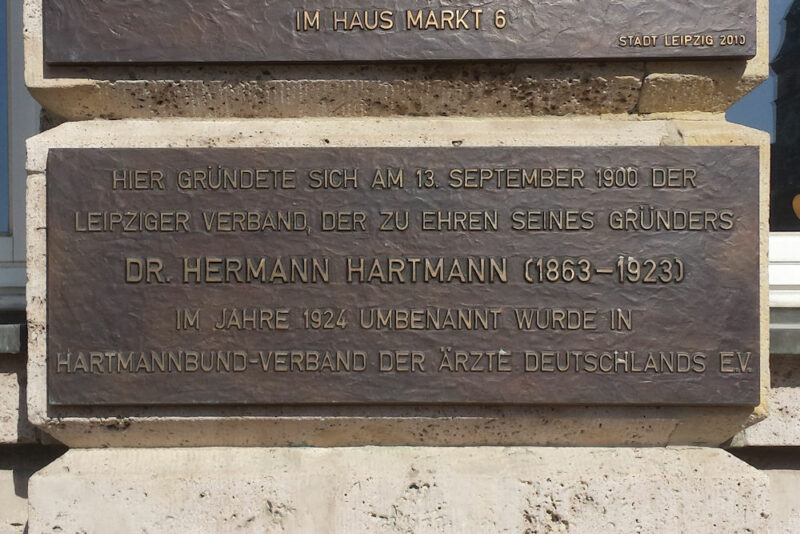 IM HAUS MARKT 6
STADT LEIPZIG 2010
HIER GRÜNDETE SICH AM 13. SEPTEMBER 1900 DER
LEIPZIGER VERBAND, DER ZU EHREN SEINES GRÜNDERS
DR. HERMANN HARTMANN (1863–1923)
IM JAHRE 1924 UMBENANNT WURDE IN
HARTMANNBUND-VERBAND DER ÄRZTE DEUTSCHLANDS E.V.